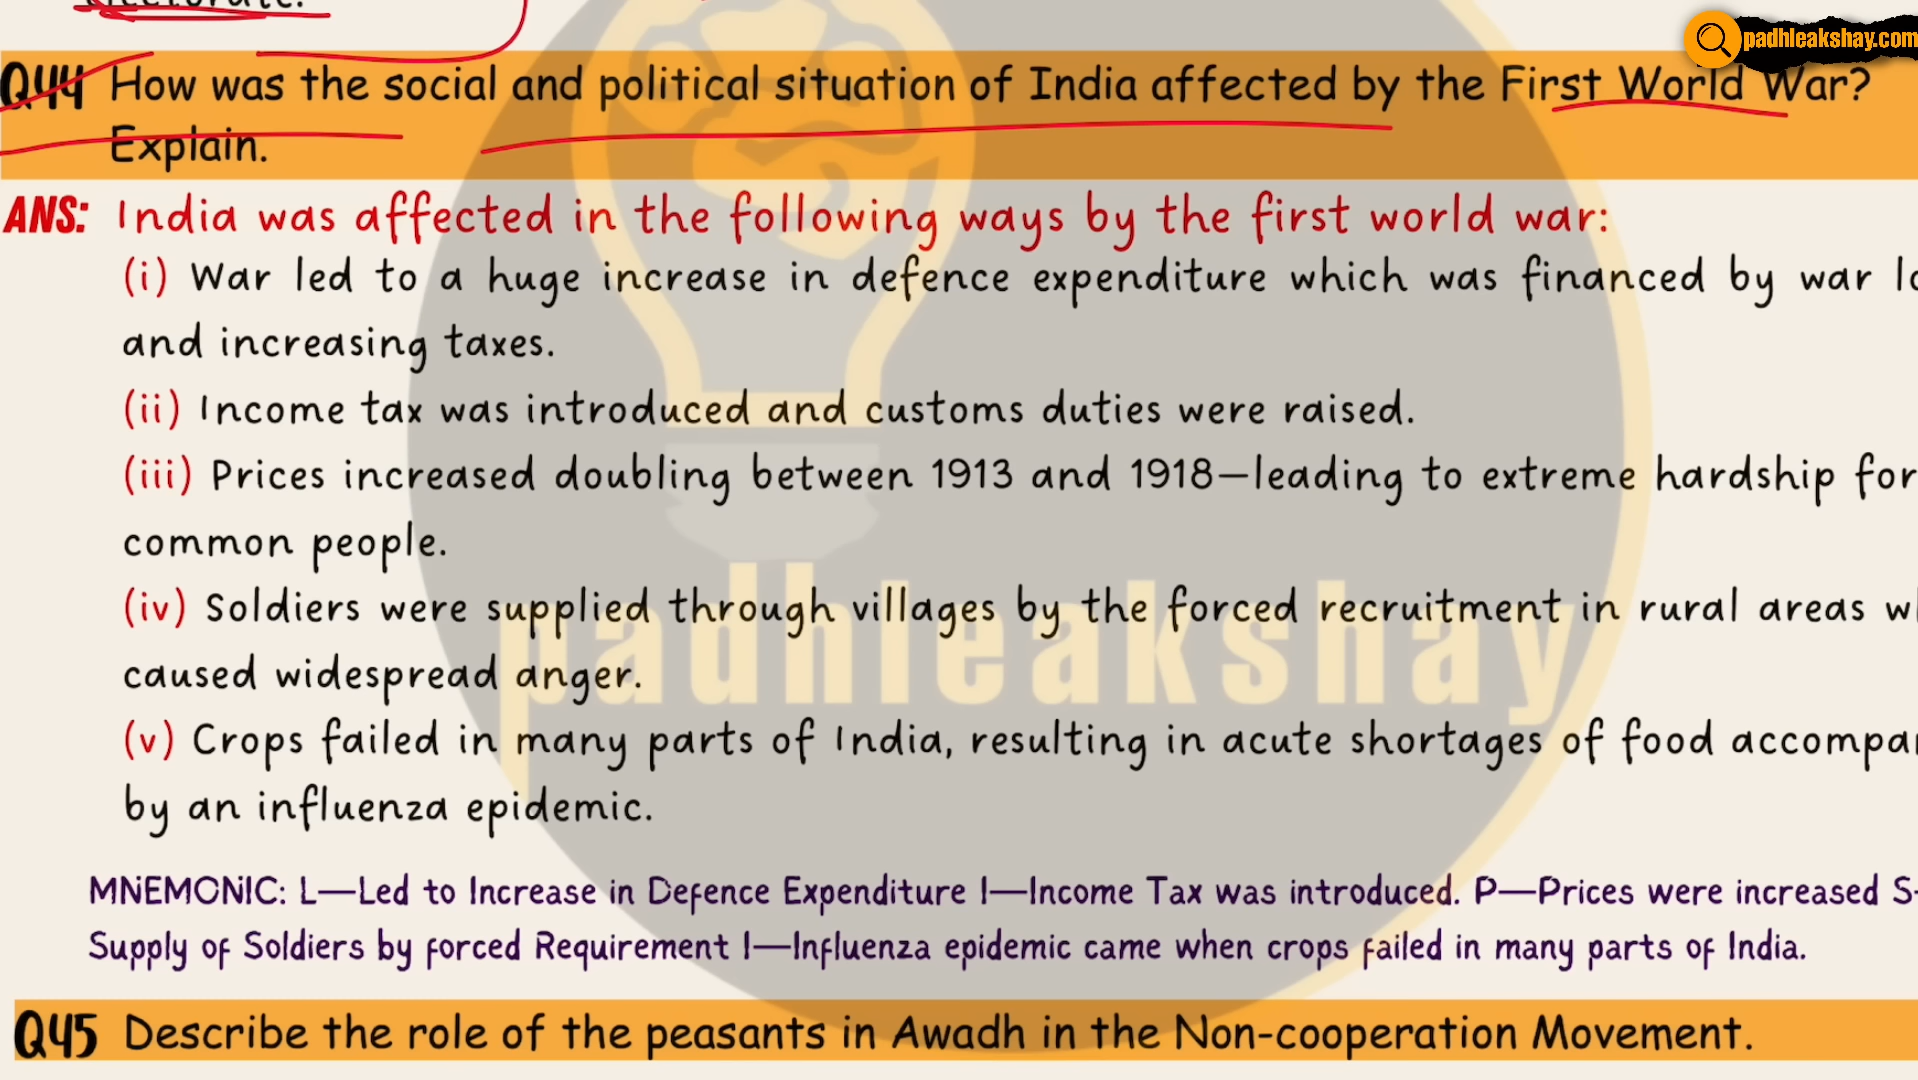 padhleakshay.com
Q44 How was the social and political situation of India affected by the First World War?
Explain.
ANS: India was affected in the following ways by the first world war:
(i) War led to a huge increase in defence expenditure which was financed by war
and increasing taxes.
(ii) Income tax was introduced and customs duties were raised.
(iii) Prices increased doubling between 1913 and 1918—leading to extreme hardship for
common people.
(iv) Soldiers were supplied through villages by the forced recruitment in rural areas
caused widespread anger.
(v) Crops failed in many parts of India, resulting in acute shortages of food
by an influenza epidemic.
padhleakshay
MNEMONIC: L—Led to Increase in Defence Expenditure I—Income Tax was introduced. P—Prices were increased S-
Supply of Soldiers by forced Requirement I—Influenza epidemic came when crops failed in many parts of India.
Q45 Describe the role of the peasants in Awadh in the Non-cooperation Movement.